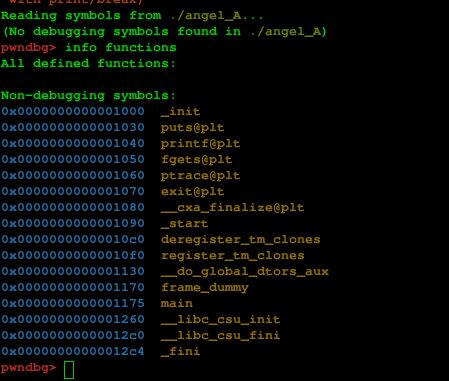 with print/break)
Reading symbols from ./angel_A...
(No debugging symbols found in ./angel_A)
pwndbg> info functions
All defined functions:
Non-debugging symbols:
0x0000000000001000 _init
0x0000000000001030 puts@plt
0x0000000000001040 printf@plt
0x0000000000001050 fgets@plt
0x0000000000001060 ptrace@plt
0x0000000000001070 exit@plt
0x0000000000001080 __cxa_finalize@plt
0x0000000000001090 _start
0x00000000000010c0 deregister_tm_clones
0x00000000000010f0 register_tm_clones
0x0000000000001130 __do_global_dtors_aux
0x0000000000001170 frame_dummy
0x0000000000001175 main
0x0000000000001260 __libc_csu_init
0x00000000000012c0 __libc_csu_fini
0x00000000000012c4 _fini
pwndbg>